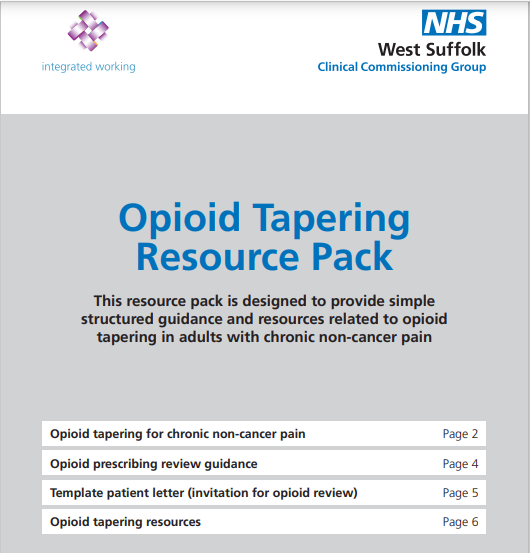 integrated working
NHS
West Suffolk
Clinical Commissioning Group
Opioid Tapering
Resource Pack
This resource pack is designed to provide simple
structured guidance and resources related to opioid
tapering in adults with chronic non-cancer pain
Opioid tapering for chronic non-cancer pain Page 2
Opioid prescribing review guidance Page 4
Template patient letter (invitation for opioid review) Page 5
Opioid tapering resources Page 6